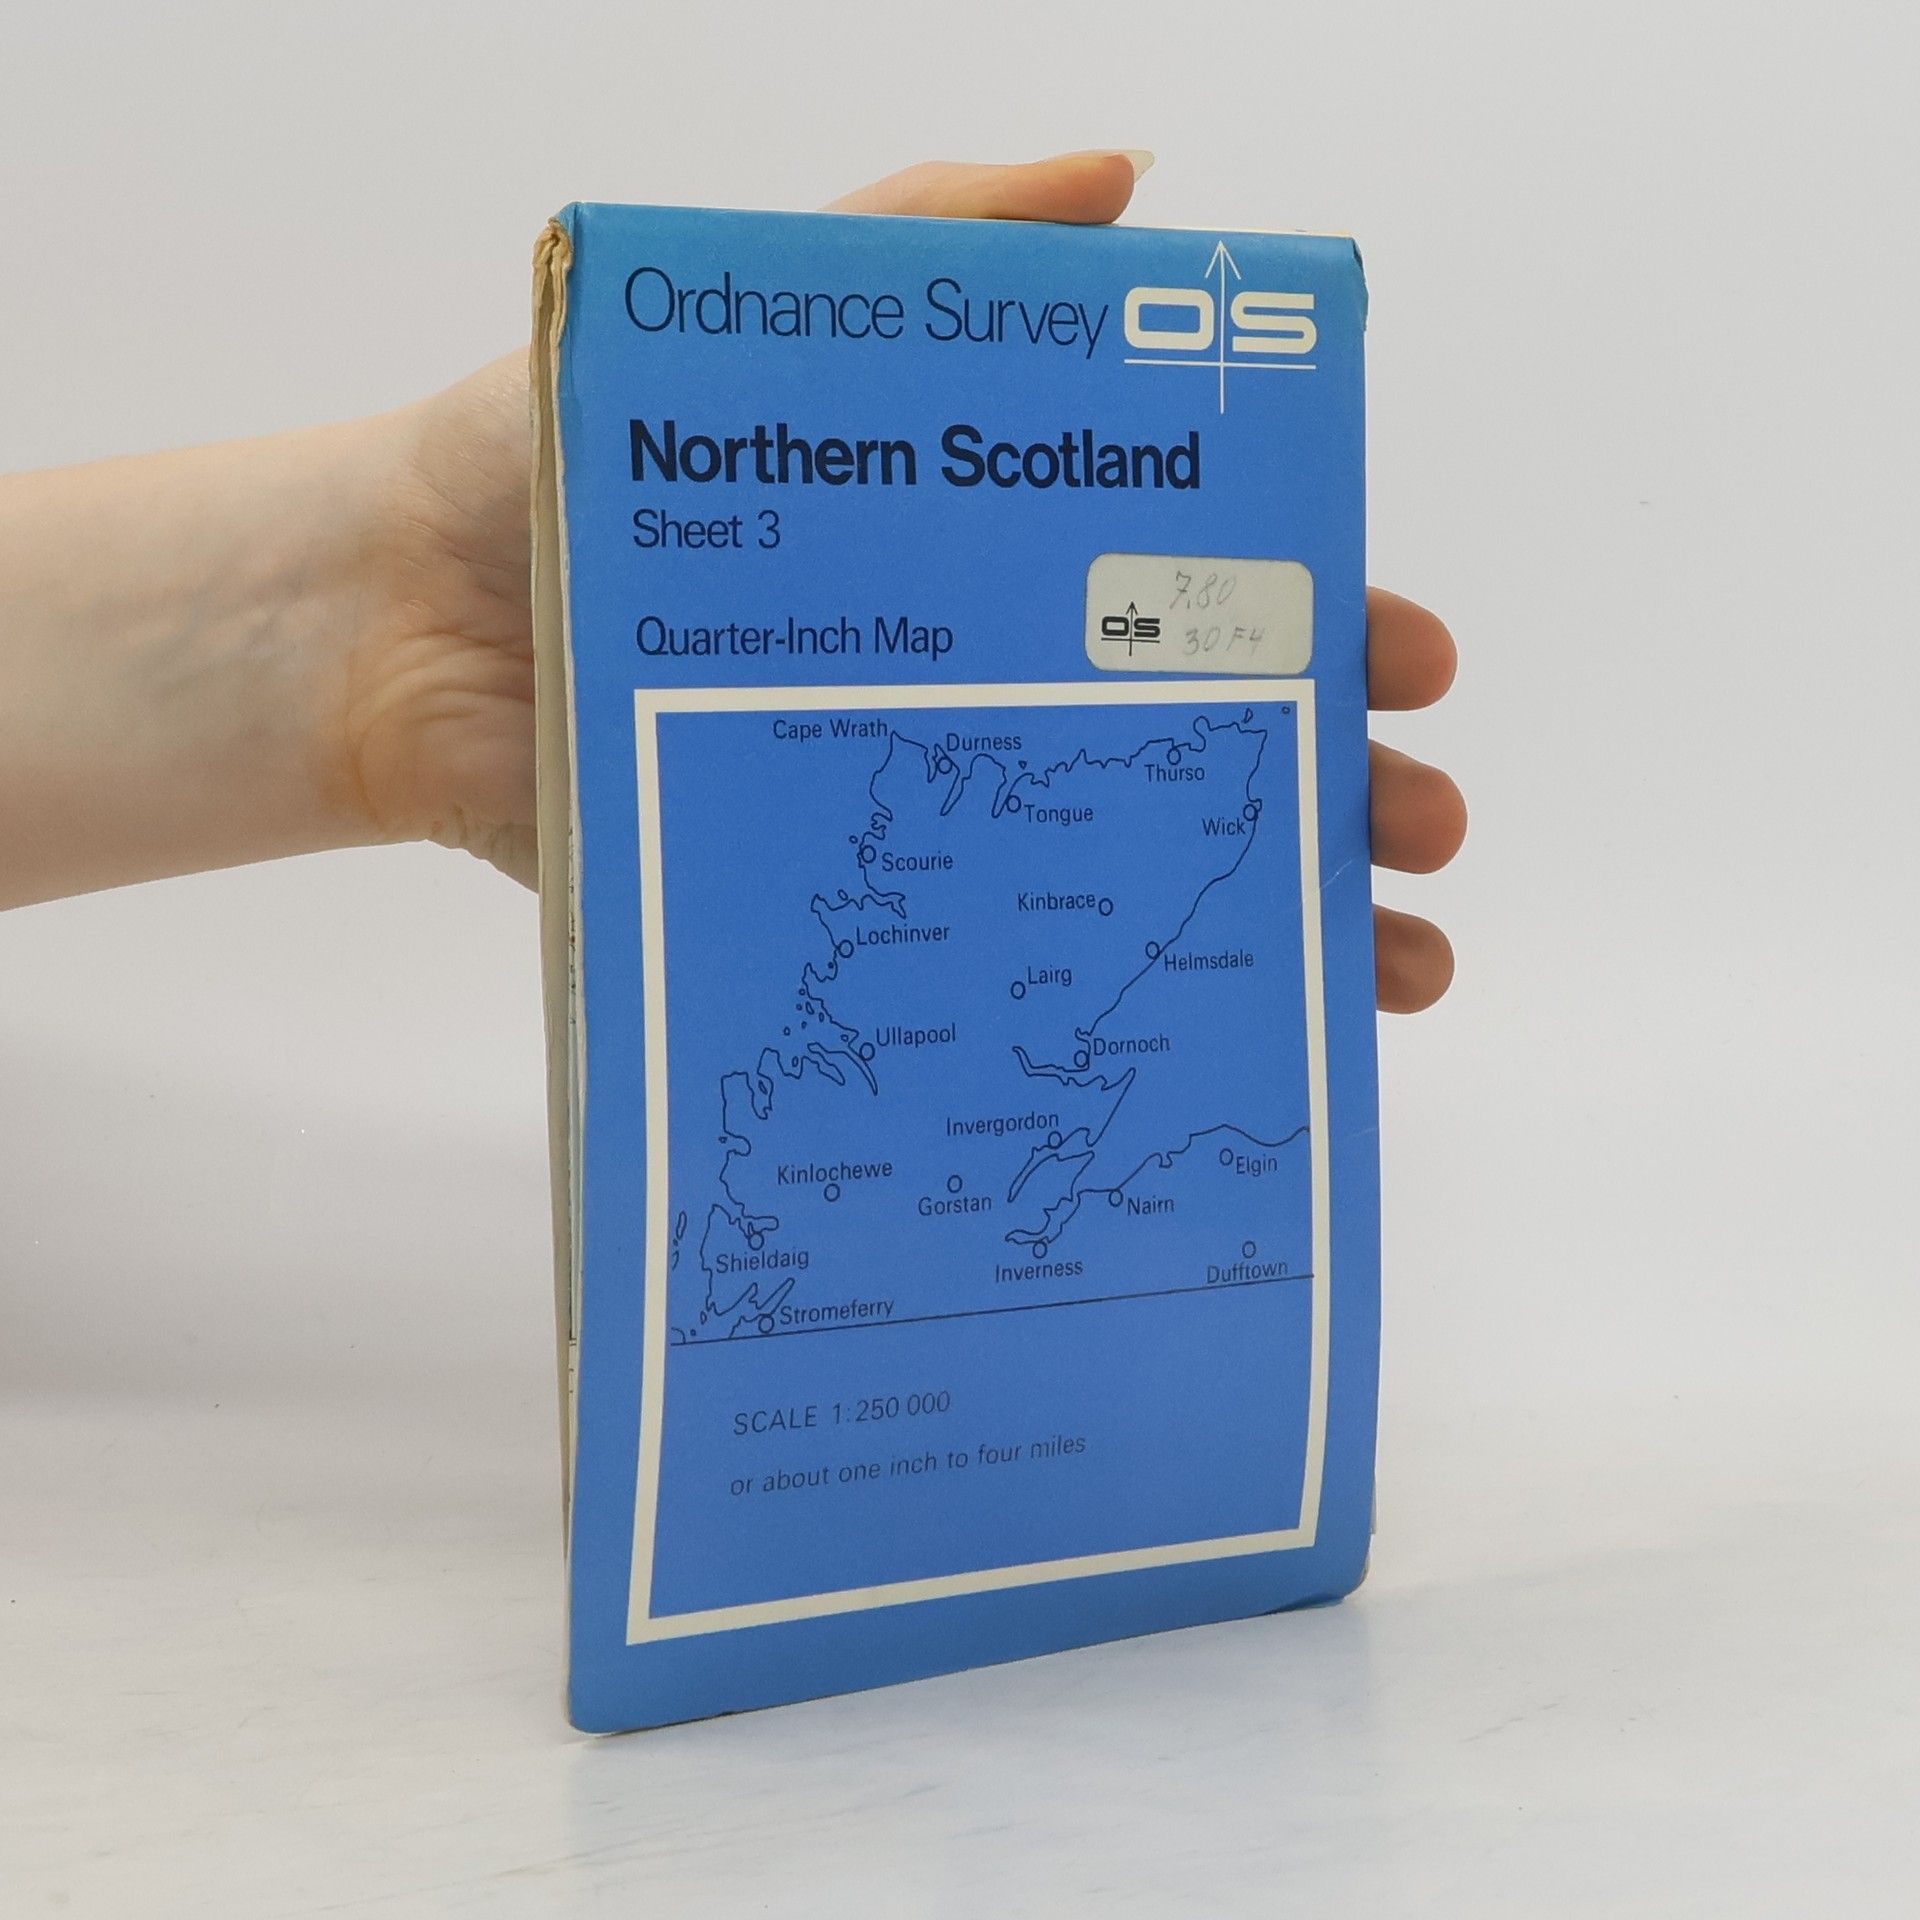 Ordnance Survey OS
Northern Scotland
Sheet 3
7.80
OS 30 F4
Quarter-Inch Map
Cape Wrath
Durness
Thurso
Tongue
Wick
Scourie
Kinbrace
Lochinver
Helmsdale
Lairg
Ullapool
Dornoch
Invergordon
Kinlochewe
Elgin
Gorstan
Nairn
Shieldaig
Inverness
Dufftown
Stromeferry
SCALE 1:250 000
or about one inch to four miles